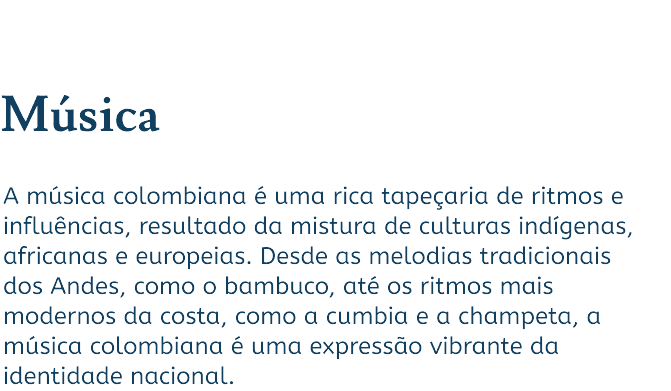 Música
A música colombiana é uma rica tapeçaria de ritmos e
influências, resultado da mistura de culturas indígenas,
africanas e europeias. Desde as melodias tradicionais
dos Andes, como o bambuco, até os ritmos mais
modernos da costa, como a cumbia e a champeta, a
música colombiana é uma expressão vibrante da
identidade nacional.